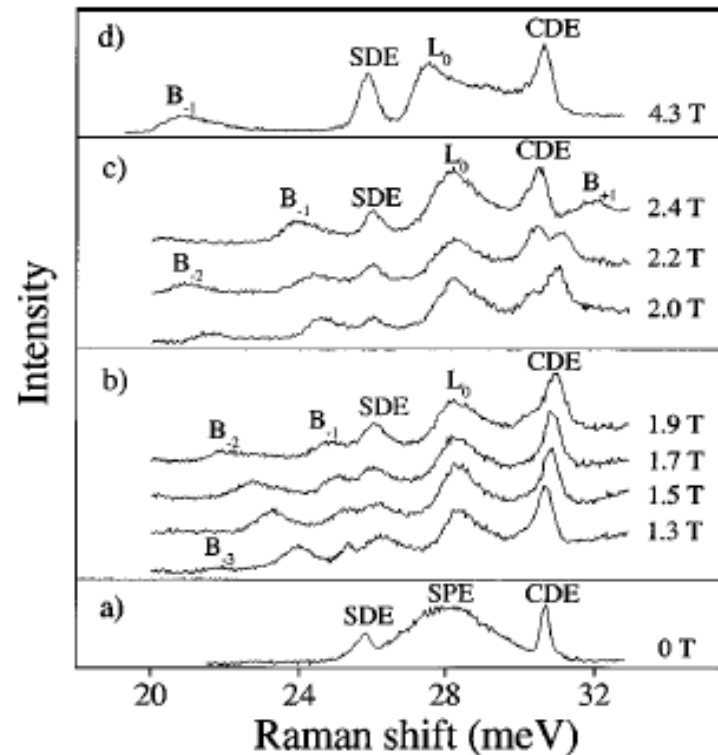 d)
SDE
L₀
CDE
B₋₁
4.3 T
c)
CDE
L₀
B₊₁
B₋₁
SDE
2.4 T
B₋₂
2.2 T
2.0 T
b)
CDE
L₀
SDE
B₋₂
B₋₁
1.9 T
1.7 T
1.5 T
B₋₃
1.3 T
a)
SDE
SPE
CDE
0 T
Intensity
20 24 28 32
Raman shift (meV)